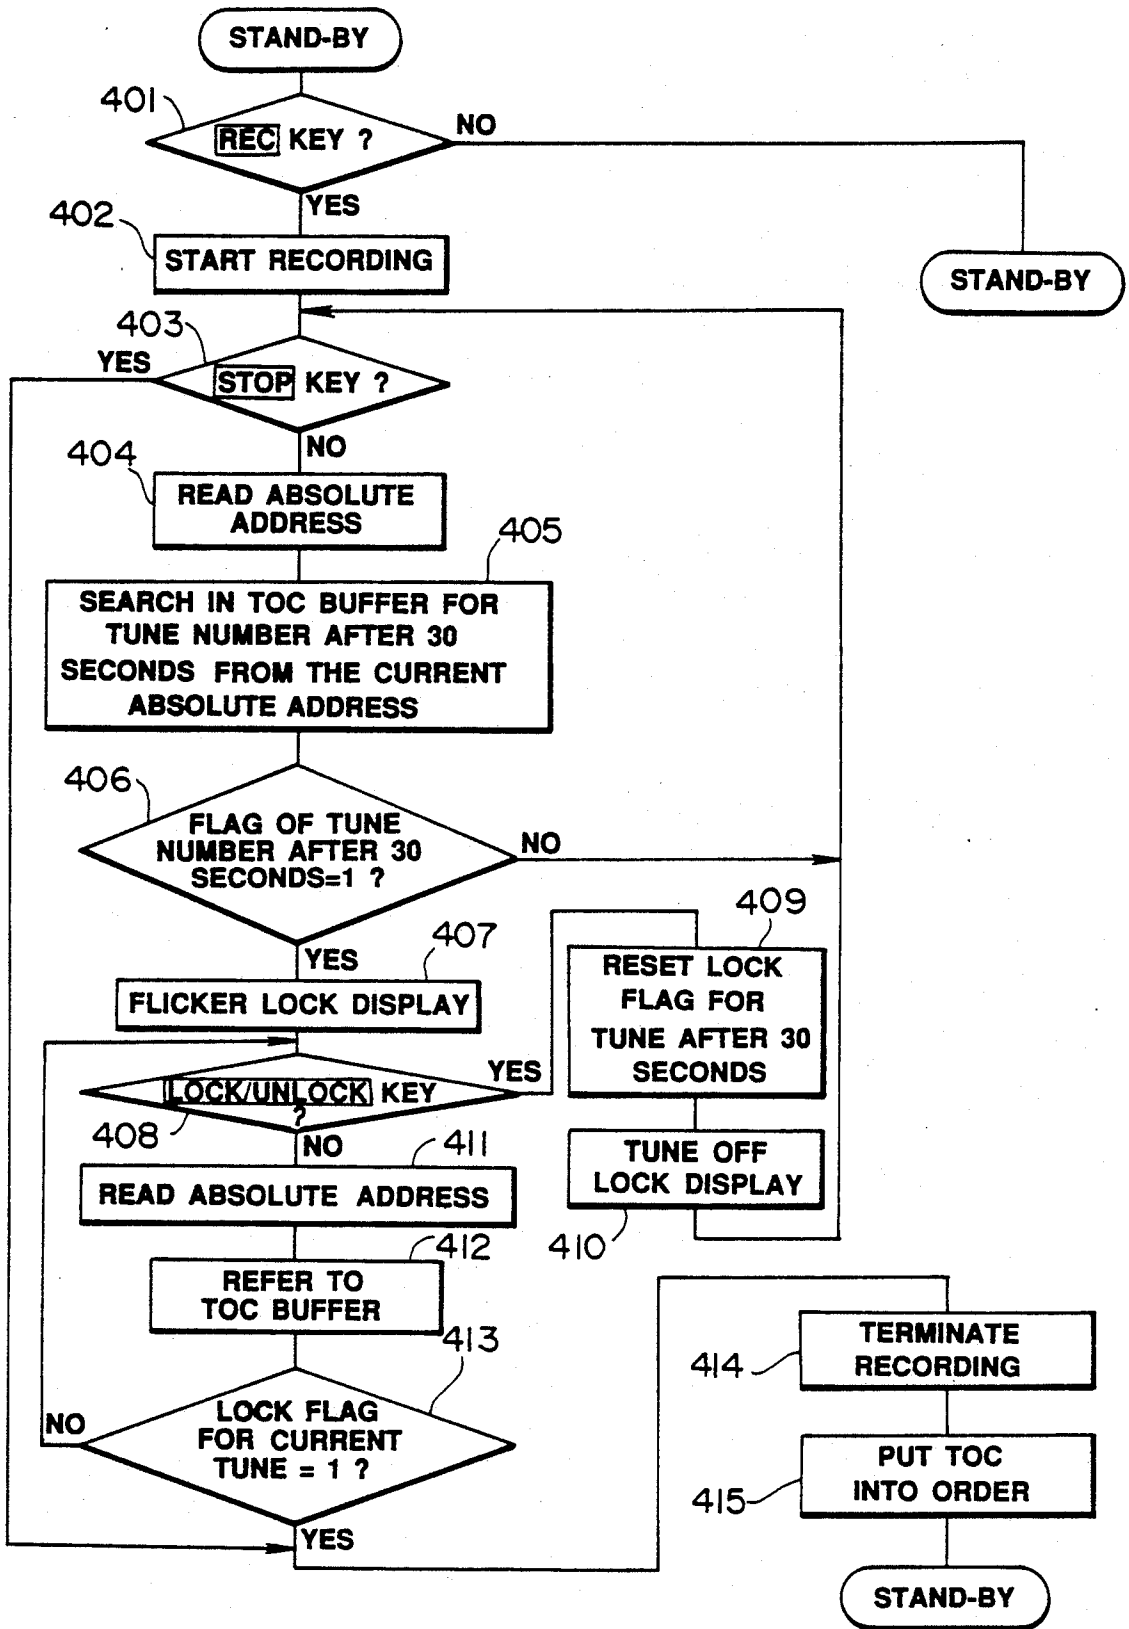 STAND-BY
401
REC KEY ?
NO
YES
402
START RECORDING
STAND-BY
403
YES
STOP KEY ?
NO
404
READ ABSOLUTE
ADDRESS
405
SEARCH IN TOC BUFFER FOR
TUNE NUMBER AFTER 30
SECONDS FROM THE CURRENT
ABSOLUTE ADDRESS
406
FLAG OF TUNE
NUMBER AFTER 30
SECONDS=1 ?
NO
YES
407
FLICKER LOCK DISPLAY
408
LOCK/UNLOCK KEY
?
YES
NO
409
RESET LOCK
FLAG FOR
TUNE AFTER 30
SECONDS
TUNE OFF
LOCK DISPLAY
410
411
READ ABSOLUTE ADDRESS
412
REFER TO
TOC BUFFER
413
LOCK FLAG
FOR CURRENT
TUNE = 1 ?
NO
YES
414
TERMINATE
RECORDING
415
PUT TOC
INTO ORDER
STAND-BY